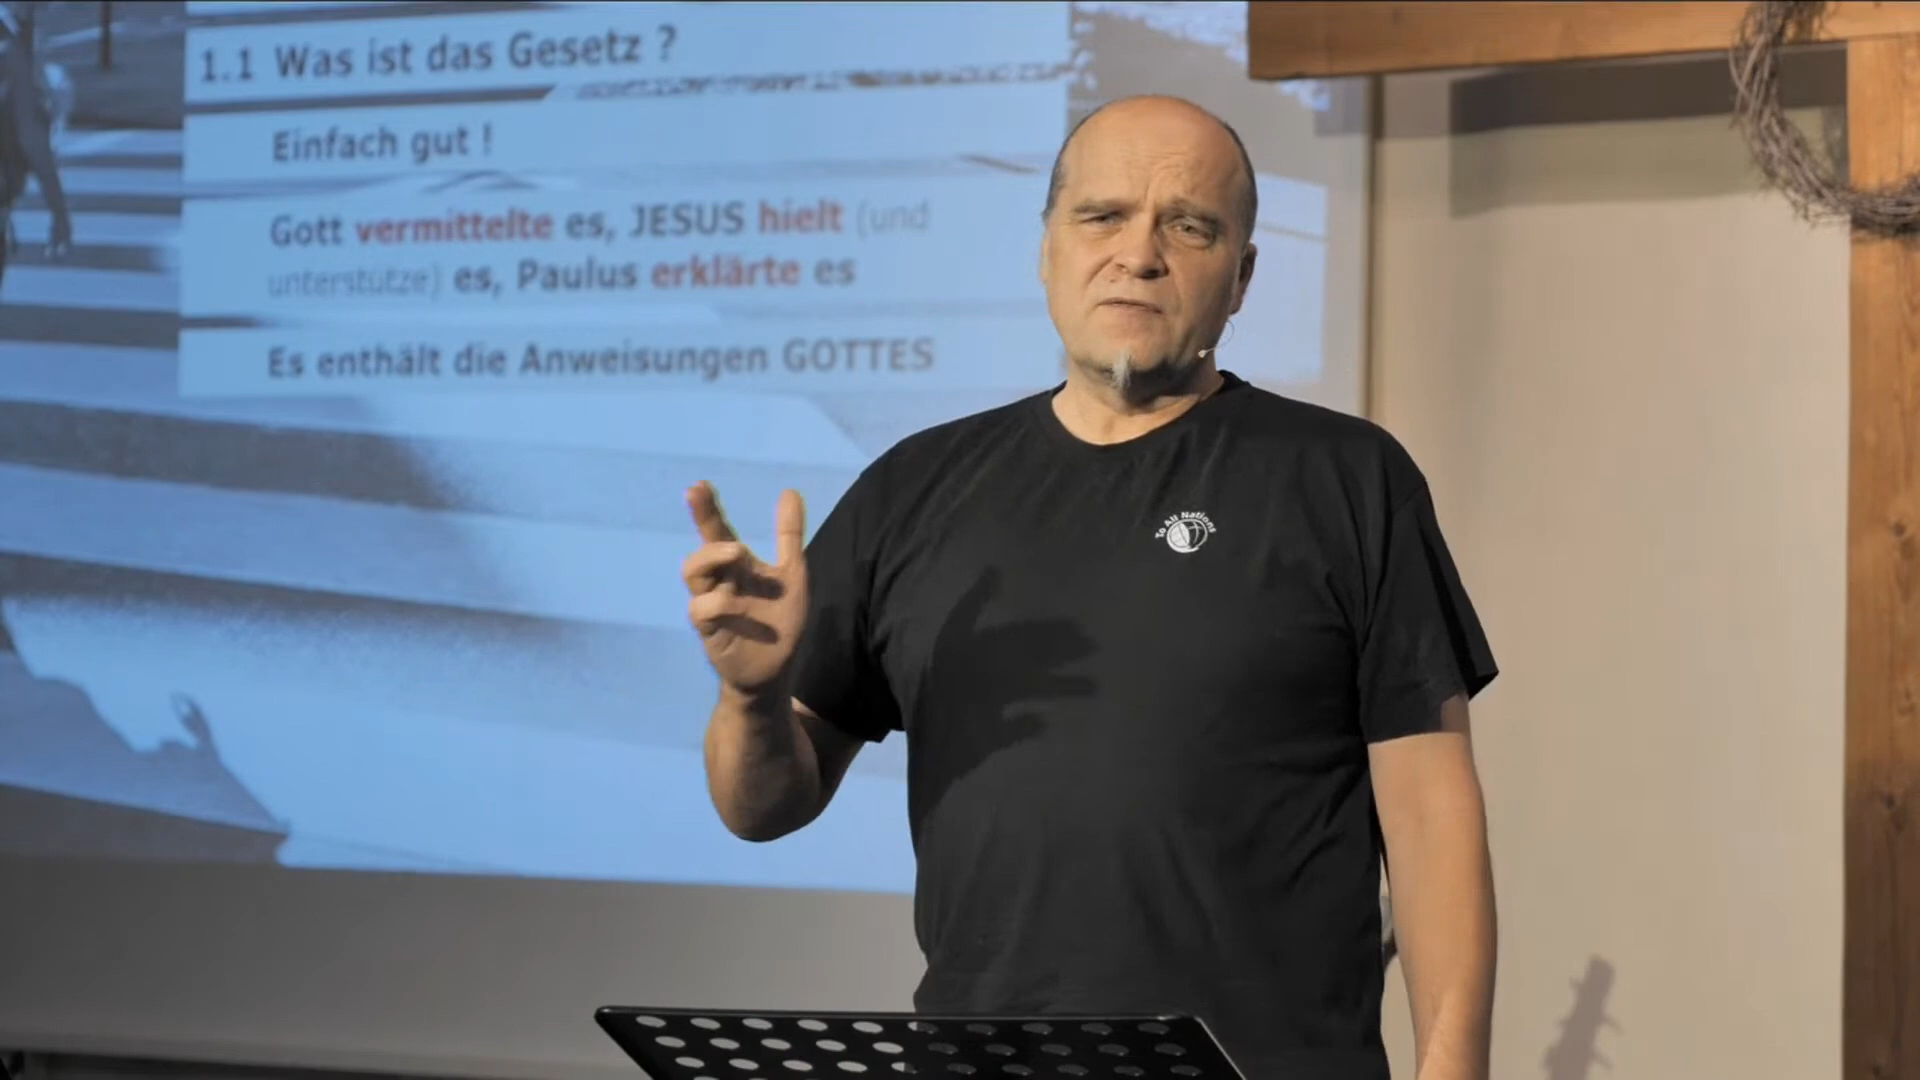 1.1 Was ist das Gesetz ?
Einfach gut !
Gott vermittelte es, JESUS hielt (und
unterstütze) es, Paulus erklärte es
Es enthält die Anweisungen GOTTES
To All Nations